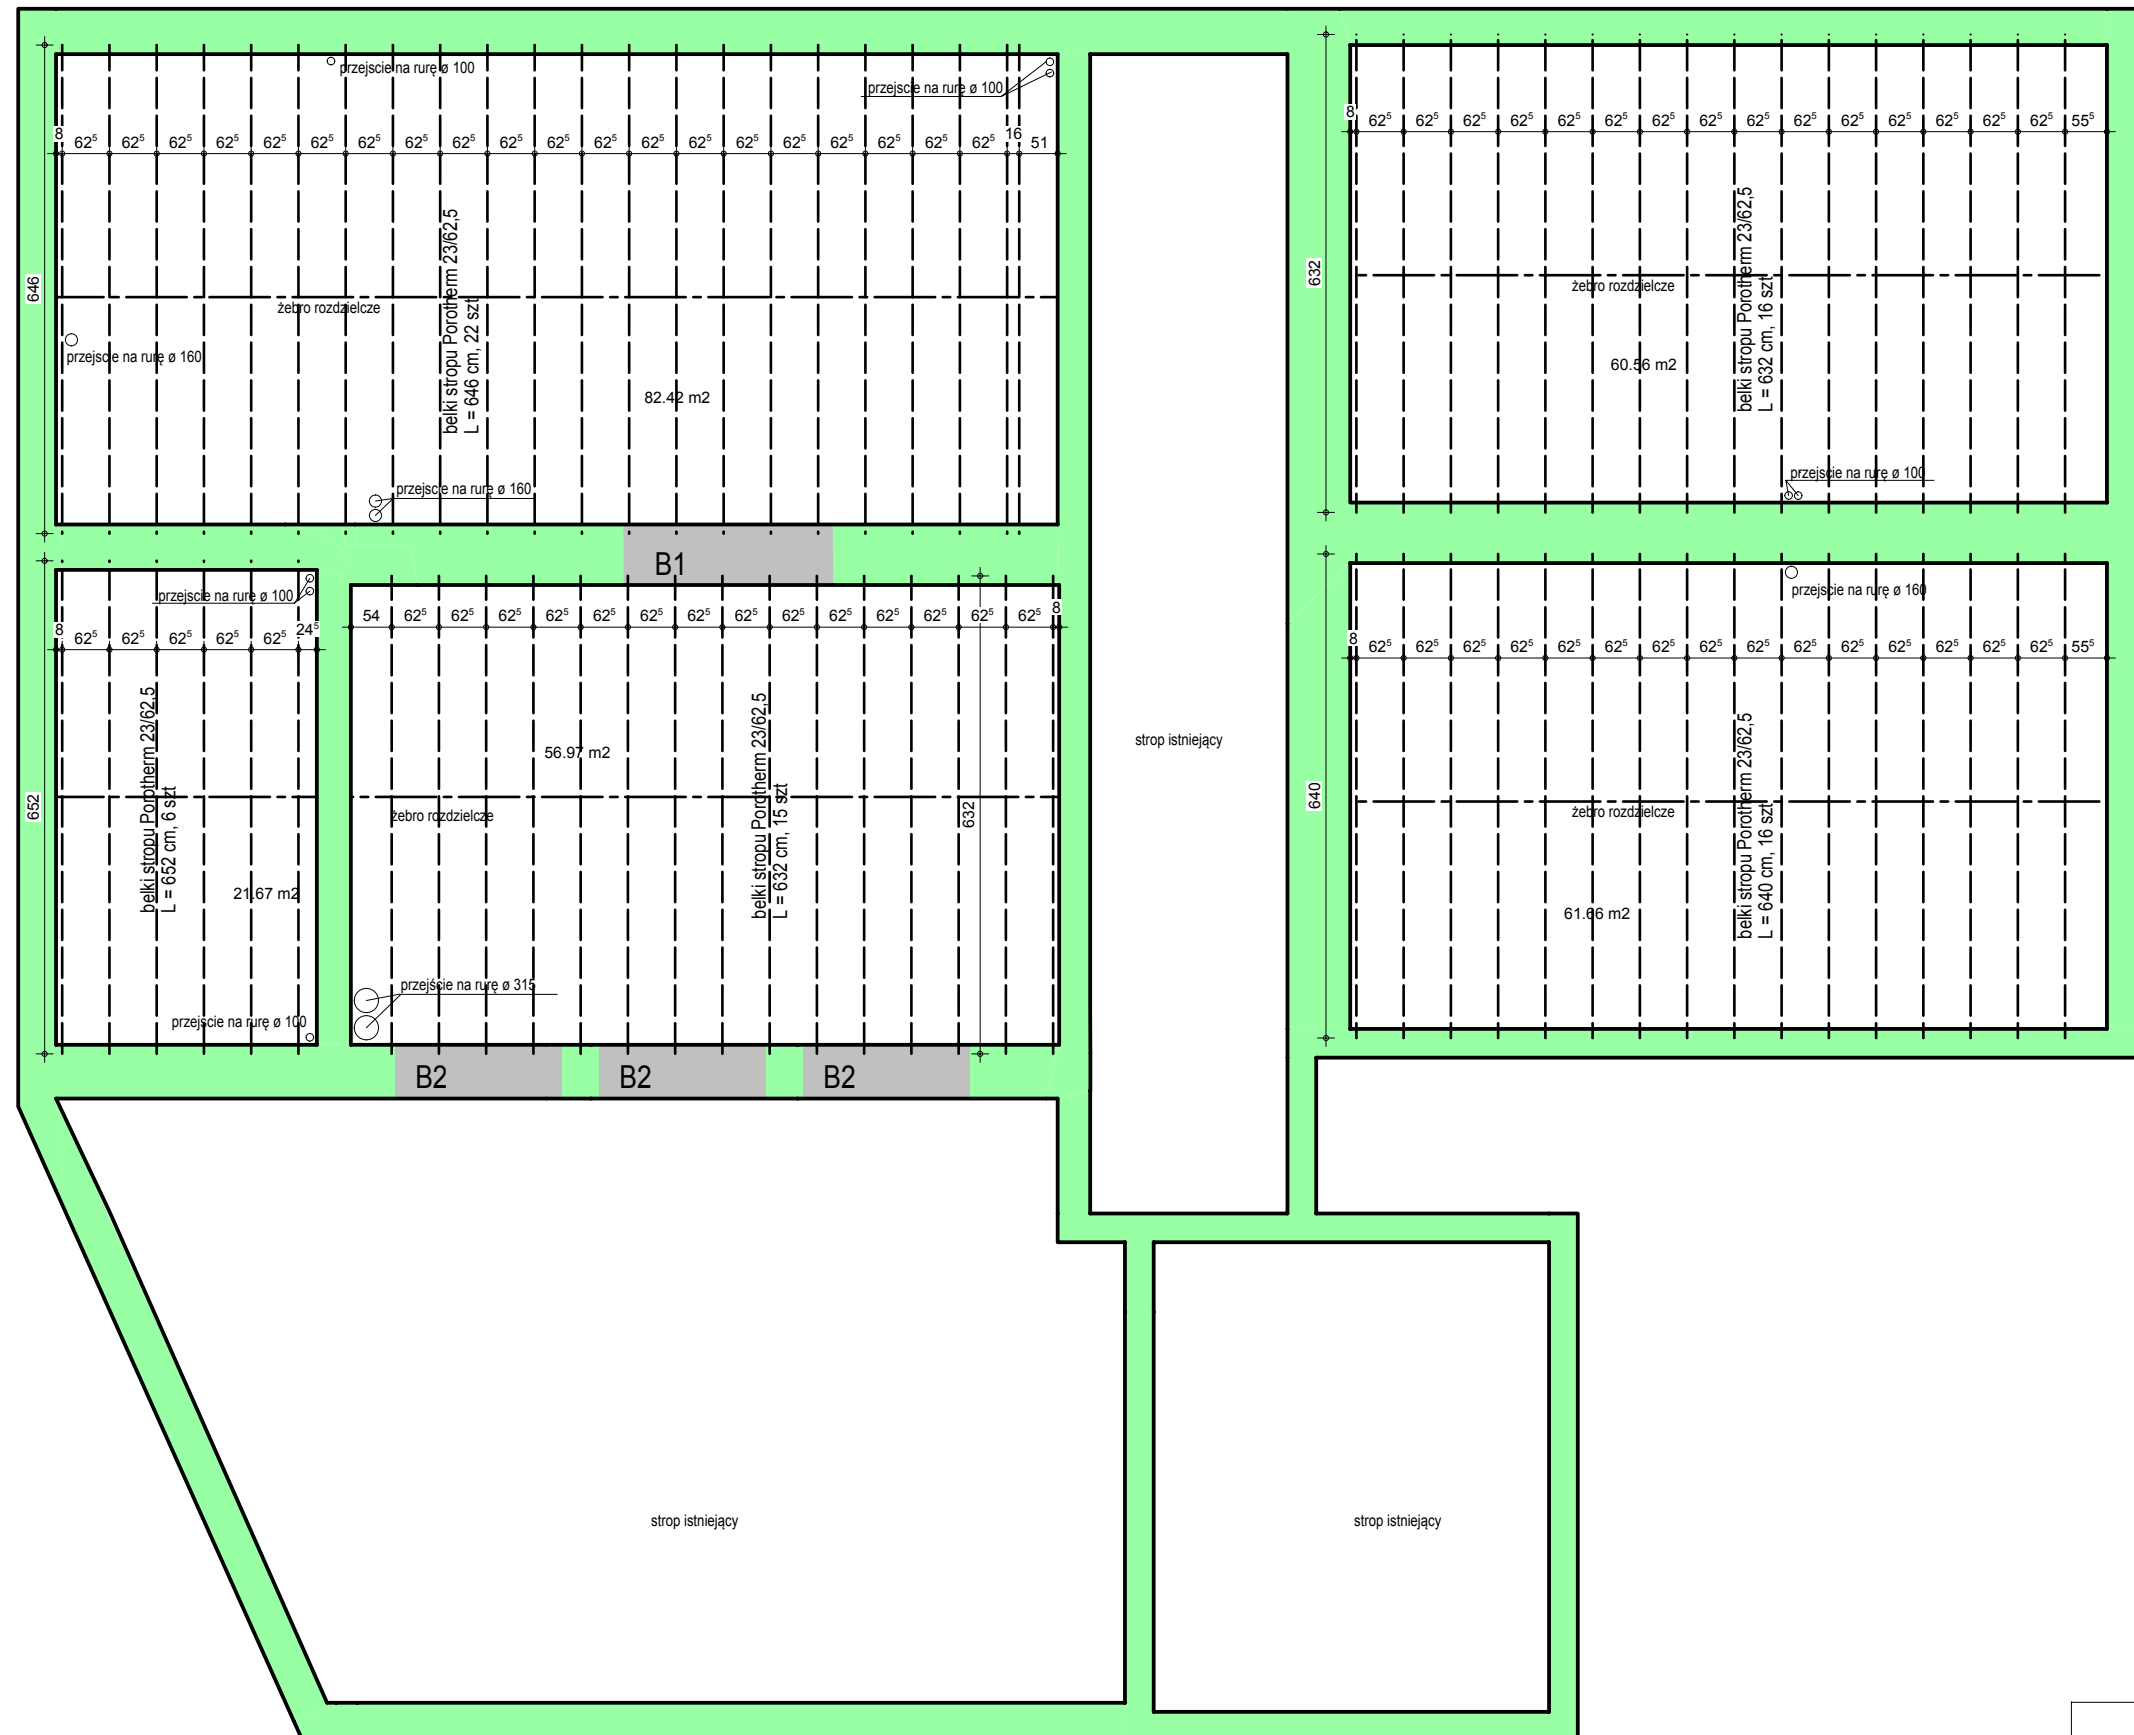 przejscie na rurę ø 100
przejscie na rurę ø 100
8 62⁵ 62⁵ 62⁵ 62⁵ 62⁵ 62⁵ 62⁵ 62⁵ 62⁵ 62⁵ 62⁵ 62⁵ 62⁵ 62⁵ 62⁵ 62⁵ 62⁵ 62⁵ 62⁵ 62⁵ 16 51
646
belki stropu Porotherm 23/62,5
L = 646 cm, 22 szt
żebro rozdzielcze
przejscie na rurę ø 160
82.42 m2
przejscie na rurę ø 160
B1
przejscie na rurę ø 100
8 62⁵ 62⁵ 62⁵ 62⁵ 62⁵ 24⁵
652
belki stropu Porotherm 23/62,5
L = 652 cm, 6 szt
21.67 m2
przejscie na rurę ø 100
54 62⁵ 62⁵ 62⁵ 62⁵ 62⁵ 62⁵ 62⁵ 62⁵ 62⁵ 62⁵ 62⁵ 62⁵ 62⁵ 62⁵ 8
56.97 m2
belki stropu Porotherm 23/62,5
L = 632 cm, 15 szt
632
żebro rozdzielcze
przejście na rurę ø 315
B2
B2
B2
strop istniejący
8 62⁵ 62⁵ 62⁵ 62⁵ 62⁵ 62⁵ 62⁵ 62⁵ 62⁵ 62⁵ 62⁵ 62⁵ 62⁵ 62⁵ 62⁵ 55⁵
632
belki stropu Porotherm 23/62,5
L = 632 cm, 16 szt
żebro rozdzielcze
60.56 m2
przejscie na rurę ø 100
przejscie na rurę ø 160
8 62⁵ 62⁵ 62⁵ 62⁵ 62⁵ 62⁵ 62⁵ 62⁵ 62⁵ 62⁵ 62⁵ 62⁵ 62⁵ 62⁵ 62⁵ 55⁵
640
belki stropu Porotherm 23/62,5
L = 640 cm, 16 szt
żebro rozdzielcze
61.66 m2
strop istniejący
strop istniejący